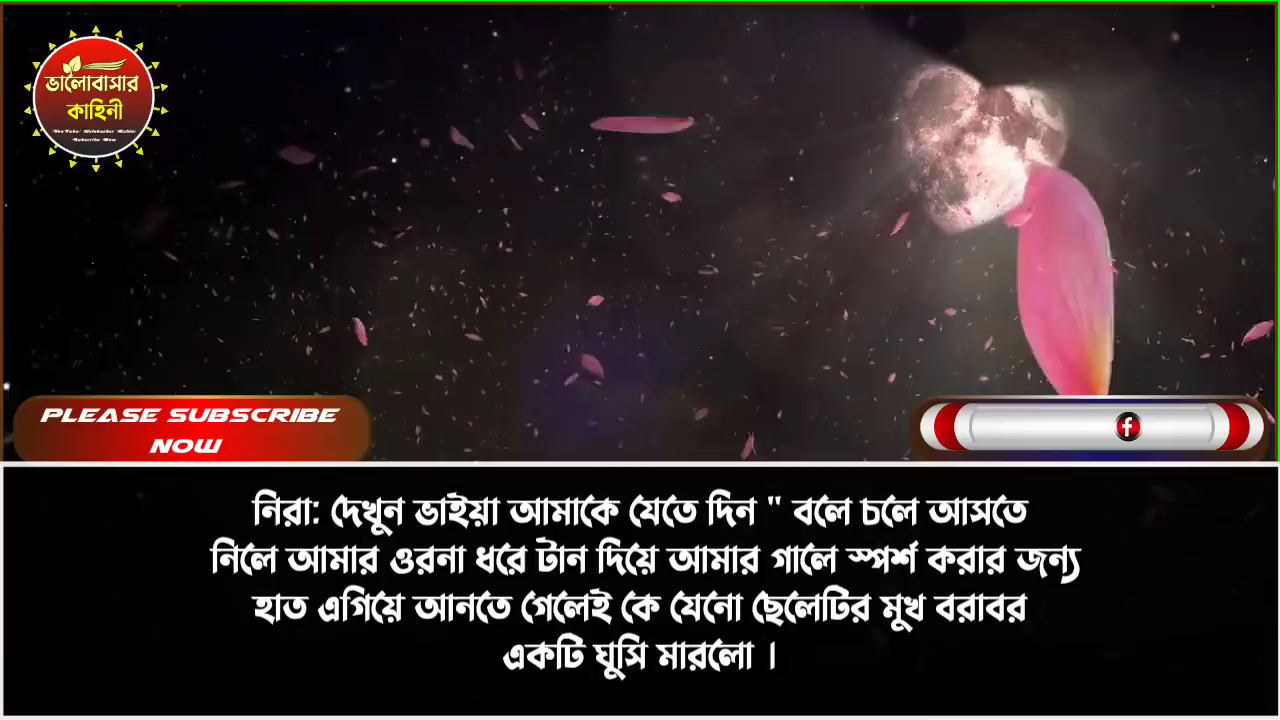 ভালোবাসার
কাহিনী
PLEASE SUBSCRIBE
NOW
নিরা: দেখুন ভাইয়া আমাকে যেতে দিন " বলে চলে আসতে
নিলে আমার ওরনা ধরে টান দিয়ে আমার গালে স্পর্শ করার জন্য
হাত এগিয়ে আনতে গেলেই কে যেনো ছেলেটির মুখ বরাবর
একটি ঘুসি মারলো ।